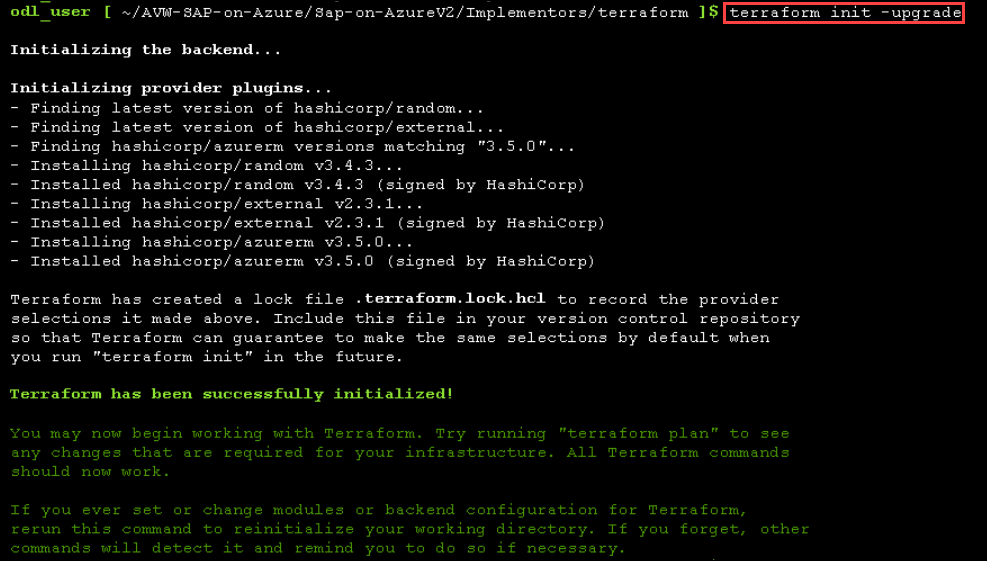 odl_user [ ~/AVW-SAP-on-Azure/Sap-on-AzureV2/Implementors/terraform ]$ terraform init -upgrade
Initializing the backend...
Initializing provider plugins...
- Finding latest version of hashicorp/random...
- Finding latest version of hashicorp/external...
- Finding hashicorp/azurerm versions matching "3.5.0"...
- Installing hashicorp/random v3.4.3...
- Installed hashicorp/random v3.4.3 (signed by HashiCorp)
- Installing hashicorp/external v2.3.1...
- Installed hashicorp/external v2.3.1 (signed by HashiCorp)
- Installing hashicorp/azurerm v3.5.0...
- Installed hashicorp/azurerm v3.5.0 (signed by HashiCorp)
Terraform has created a lock file .terraform.lock.hcl to record the provider
selections it made above. Include this file in your version control repository
so that Terraform can guarantee to make the same selections by default when
you run "terraform init" in the future.
Terraform has been successfully initialized!
You may now begin working with Terraform. Try running "terraform plan" to see
any changes that are required for your infrastructure. All Terraform commands
should now work.
If you ever set or change modules or backend configuration for Terraform,
rerun this command to reinitialize your working directory. If you forget, other
commands will detect it and remind you to do so if necessary.